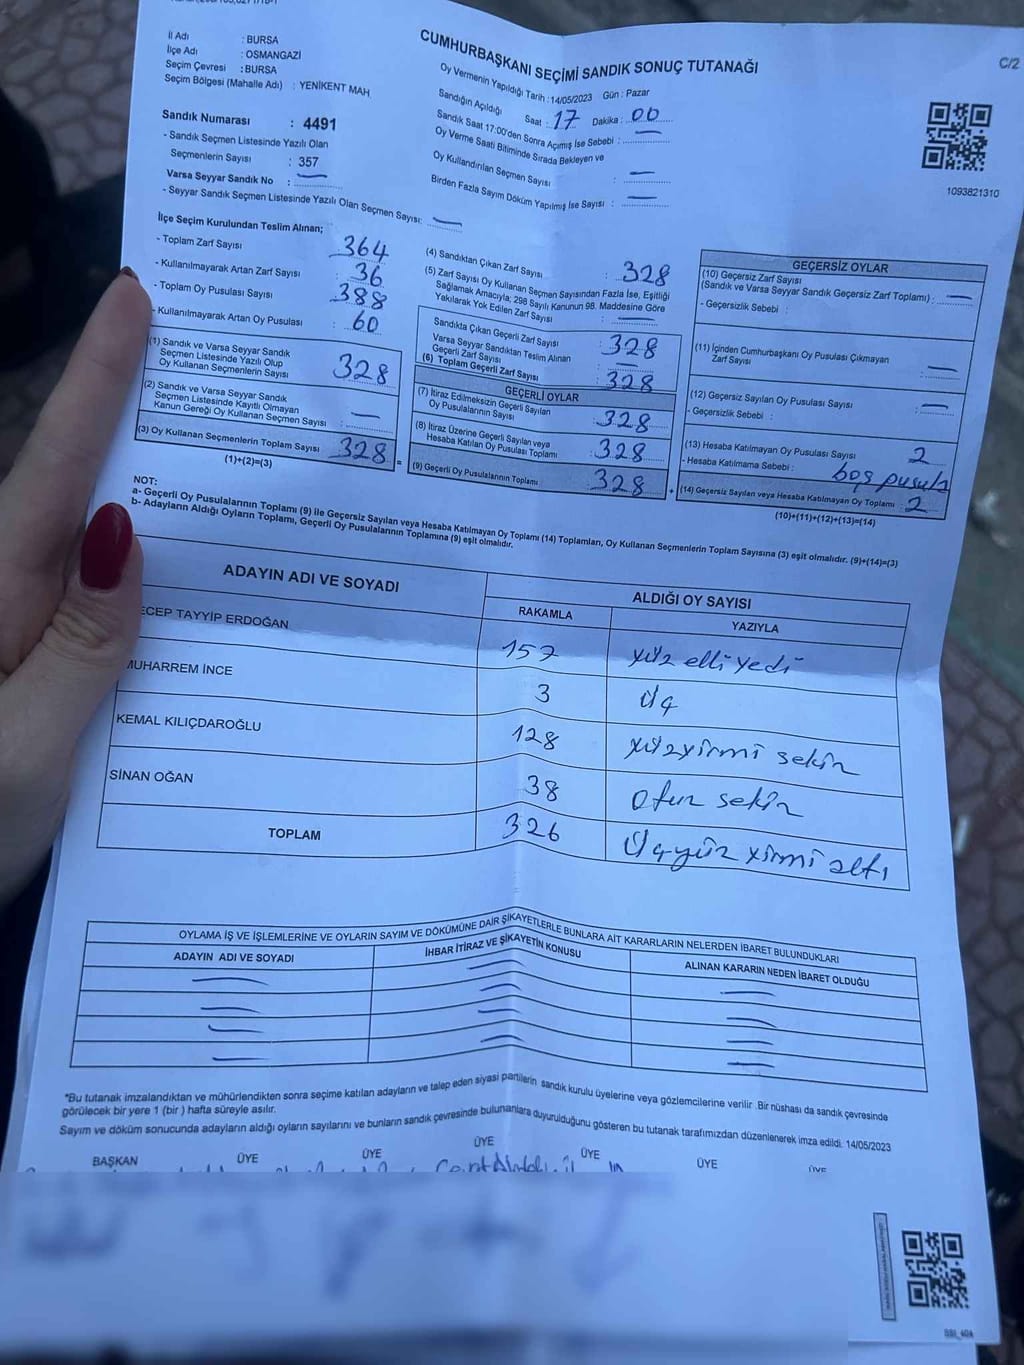 İl Adı : BURSA
İlçe Adı : OSMANGAZİ
Seçim Çevresi : BURSA
Seçim Bölgesi (Mahalle Adı) : YENİKENT MAH
Sandık Numarası : 4491
- Sandık Seçmen Listesinde Yazılı Olan
Seçmenlerin Sayısı : 357
Varsa Seyyar Sandık No : —
- Seyyar Sandık Seçmen Listesinde Yazılı Olan Seçmen Sayısı: —
CUMHURBAŞKANI SEÇİMİ SANDIK SONUÇ TUTANAĞI
C/2
Oy Vermenin Yapıldığı Tarih : 14/05/2023 Gün : Pazar
Sandığın Açıldığı Saat : 17 Dakika : 00
Sandık Saat 17:00'den Sonra Açımış İse Sebebi : —
Oy Verme Saati Bitiminde Sırada Bekleyen ve
Oy Kullandırılan Seçmen Sayısı : —
Birden Fazla Sayım Döküm Yapılmış İse Sayısı : —
1093821310
İlçe Seçim Kurulundan Teslim Alınan;
- Toplam Zarf Sayısı 364
- Kullanılmayarak Artan Zarf Sayısı : 36
- Toplam Oy Pusulası Sayısı : 388
- Kullanılmayarak Artan Oy Pusulası : 60
(1) Sandık ve Varsa Seyyar Sandık
Seçmen Listesinde Yazılı Olup
Oy Kullanan Seçmenlerin Sayısı 328
(2) Sandık ve Varsa Seyyar Sandık
Seçmen Listesinde Kayıtlı Olmayan
Kanun Gereği Oy Kullanan Seçmen Sayısı : —
(3) Oy Kullanan Seçmenlerin Toplam Sayısı 328 =
(1)+(2)=(3)
(4) Sandıktan Çıkan Zarf Sayısı : 328
(5) Zarf Sayısı Oy Kullanan Seçmen Sayısından Fazla İse, Eşitliği
Sağlamak Amacıyla; 298 Sayılı Kanunun 98. Maddesine Göre
Yakılarak Yok Edilen Zarf Sayısı : —
Sandıkta Çıkan Geçerli Zarf Sayısı : 328
Varsa Seyyar Sandıktan Teslim Alınan
Geçerli Zarf Sayısı : —
(6) Toplam Geçerli Zarf Sayısı : 328
GEÇERLİ OYLAR
(7) İtiraz Edilmeksizin Geçerli Sayılan
Oy Pusulalarının Sayısı : 328
(8) İtiraz Üzerine Geçerli Sayılan veya
Hesaba Katılan Oy Pusulası Toplamı : 328
(9) Geçerli Oy Pusulalarının Toplamı : 328 +
GEÇERSİZ OYLAR
(10) Geçersiz Zarf Sayısı
(Sandık ve Varsa Seyyar Sandık Geçersiz Zarf Toplamı) : —
- Geçersizlik Sebebi :
(11) İçinden Cumhurbaşkanı Oy Pusulası Çıkmayan
Zarf Sayısı : —
(12) Geçersiz Sayılan Oy Pusulası Sayısı : —
- Geçersizlik Sebebi :
(13) Hesaba Katılmayan Oy Pusulası Sayısı : 2
- Hesaba Katılmama Sebebi : boş pusula
(14) Geçersiz Sayılan veya Hesaba Katılmayan Oy Toplamı : 2
(10)+(11)+(12)+(13)=(14)
NOT:
a- Geçerli Oy Pusulalarının Toplamı (9) ile Geçersiz Sayılan veya Hesaba Katılmayan Oy Toplamı (14) Toplamları, Oy Kullanan Seçmenlerin Toplam Sayısına (3) eşit olmalıdır. (9)+(14)=(3)
b- Adayların Aldığı Oyların Toplamı, Geçerli Oy Pusulalarının Toplamına (9) eşit olmalıdır.
ADAYIN ADI VE SOYADI
ALDIĞI OY SAYISI
RAKAMLA YAZIYLA
ECEP TAYYİP ERDOĞAN 157 yüz elli yedi
MUHARREM İNCE 3 üç
KEMAL KILIÇDAROĞLU 128 yüzyirmi sekiz
SİNAN OĞAN 38 otuz sekiz
TOPLAM 326 Üçyüz yirmi altı
OYLAMA İŞ VE İŞLEMLERİNE VE OYLARIN SAYIM VE DÖKÜMÜNE DAİR ŞİKAYETLERLE BUNLARA AİT KARARLARIN NELERDEN İBARET BULUNDUKLARI
ADAYIN ADI VE SOYADI İHBAR İTİRAZ VE ŞİKAYETİN KONUSU ALINAN KARARIN NEDEN İBARET OLDUĞU
*Bu tutanak imzalandıktan ve mühürlendikten sonra seçime katılan adayların ve talep eden siyasi partilerin sandık kurulu üyelerine veya gözlemcilerine verilir .Bir nüshası da sandık çevresinde
görülecek bir yere 1 (bir ) hafta süreyle asılır.
Sayım ve döküm sonucunda adayların aldığı oyların sayılarını ve bunların sandık çevresinde bulunanlara duyurulduğunu gösteren bu tutanak tarafımızdan düzenlenerek imza edildi. 14/05/2023
BAŞKAN ÜYE ÜYE ÜYE ÜYE ÜYE ÜYE